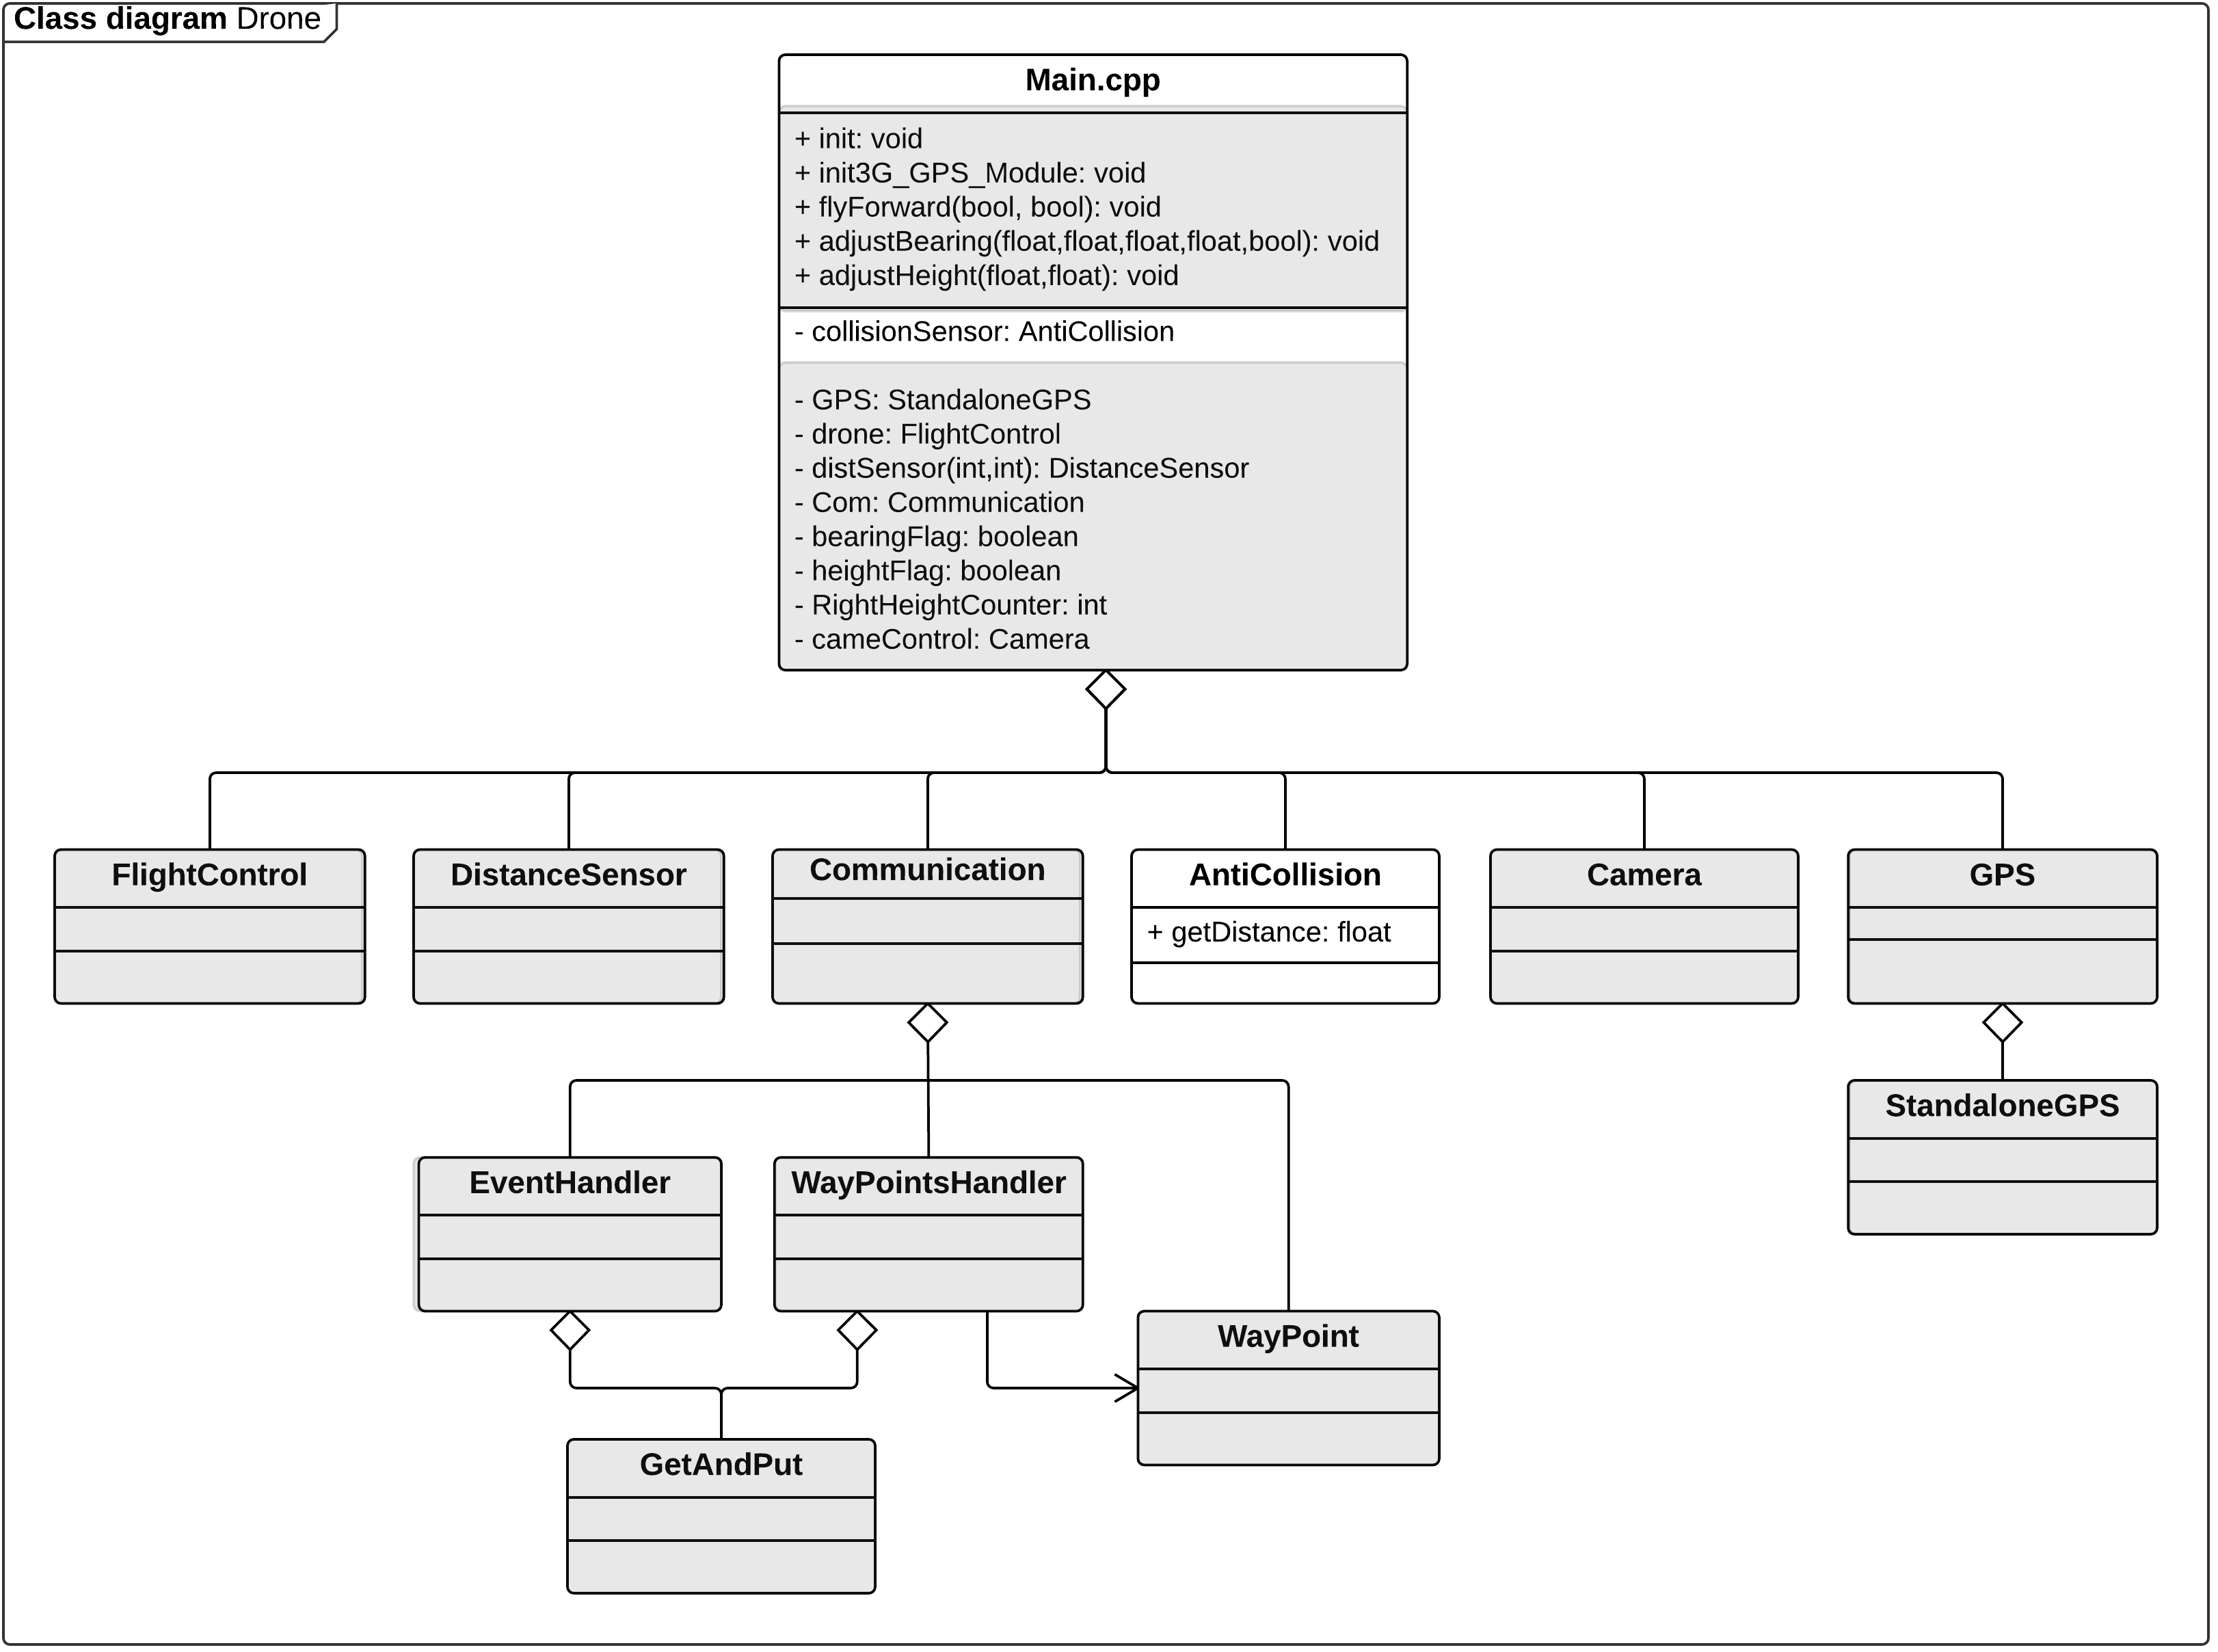 Class diagram Drone
Main.cpp
+ init: void
+ init3G_GPS_Module: void
+ flyForward(bool, bool): void
+ adjustBearing(float,float,float,float,bool): void
+ adjustHeight(float,float): void
- collisionSensor: AntiCollision
- GPS: StandaloneGPS
- drone: FlightControl
- distSensor(int,int): DistanceSensor
- Com: Communication
- bearingFlag: boolean
- heightFlag: boolean
- RightHeightCounter: int
- cameControl: Camera
FlightControl
DistanceSensor
Communication
AntiCollision
+ getDistance: float
Camera
GPS
StandaloneGPS
EventHandler
WayPointsHandler
WayPoint
GetAndPut